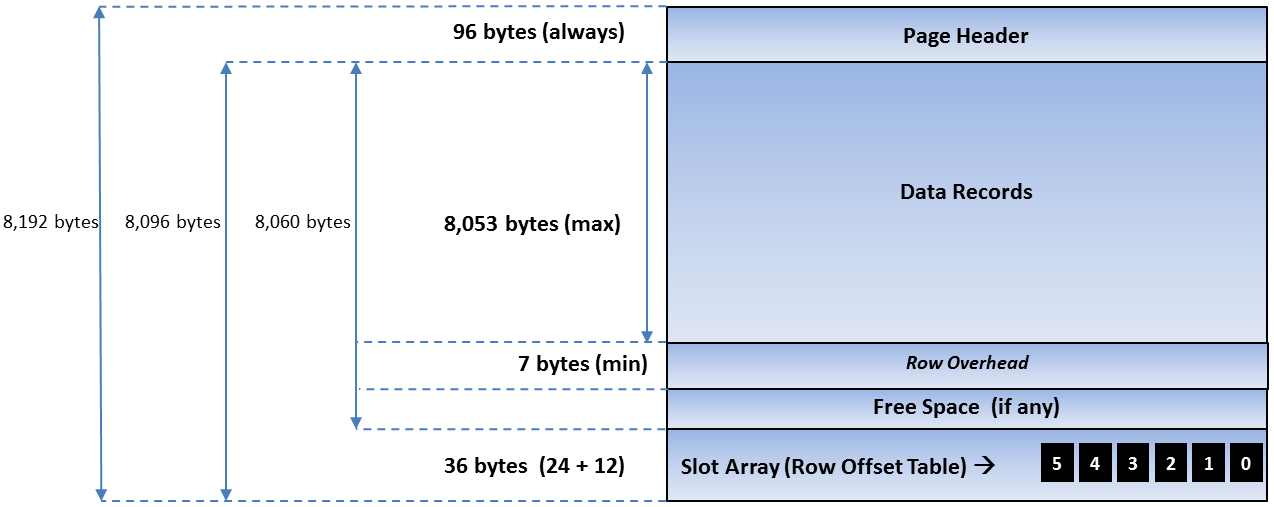 96 bytes (always)
Page Header
8,192 bytes
8,096 bytes
8,060 bytes
8,053 bytes (max)
Data Records
7 bytes (min)
Row Overhead
Free Space (if any)
36 bytes (24 + 12)
Slot Array (Row Offset Table) → 5 4 3 2 1 0